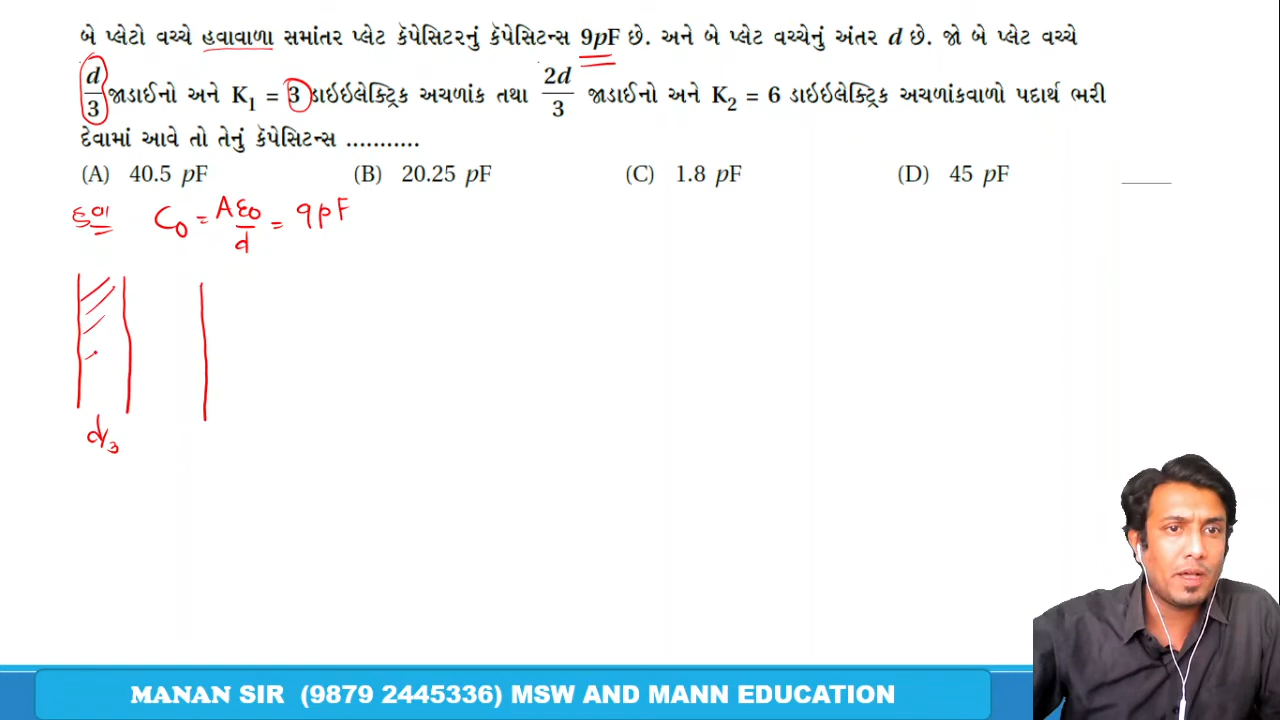 બે પ્લેટો વચ્ચે હવાવાળા સમાંતર પ્લેટ કૅપેસિટરનું કૅપેસિટન્સ 9pF છે. અને બે પ્લેટ વચ્ચેનું અંતર d છે. જો બે પ્લેટ વચ્ચે
d/3 જાડાઈનો અને K₁ = 3 ડાઇઇલેક્ટ્રિક અચળાંક તથા 2d/3 જાડાઈનો અને K₂ = 6 ડાઇઇલેક્ટ્રિક અચળાંકવાળો પદાર્થ ભરી
દેવામાં આવે તો તેનું કૅપેસિટન્સ ...........
(A) 40.5 pF (B) 20.25 pF (C) 1.8 pF (D) 45 pF
હવા C₀ = Aε₀/d = 9pF
d/3
MANAN SIR (9879 2445336) MSW AND MANN EDUCATION